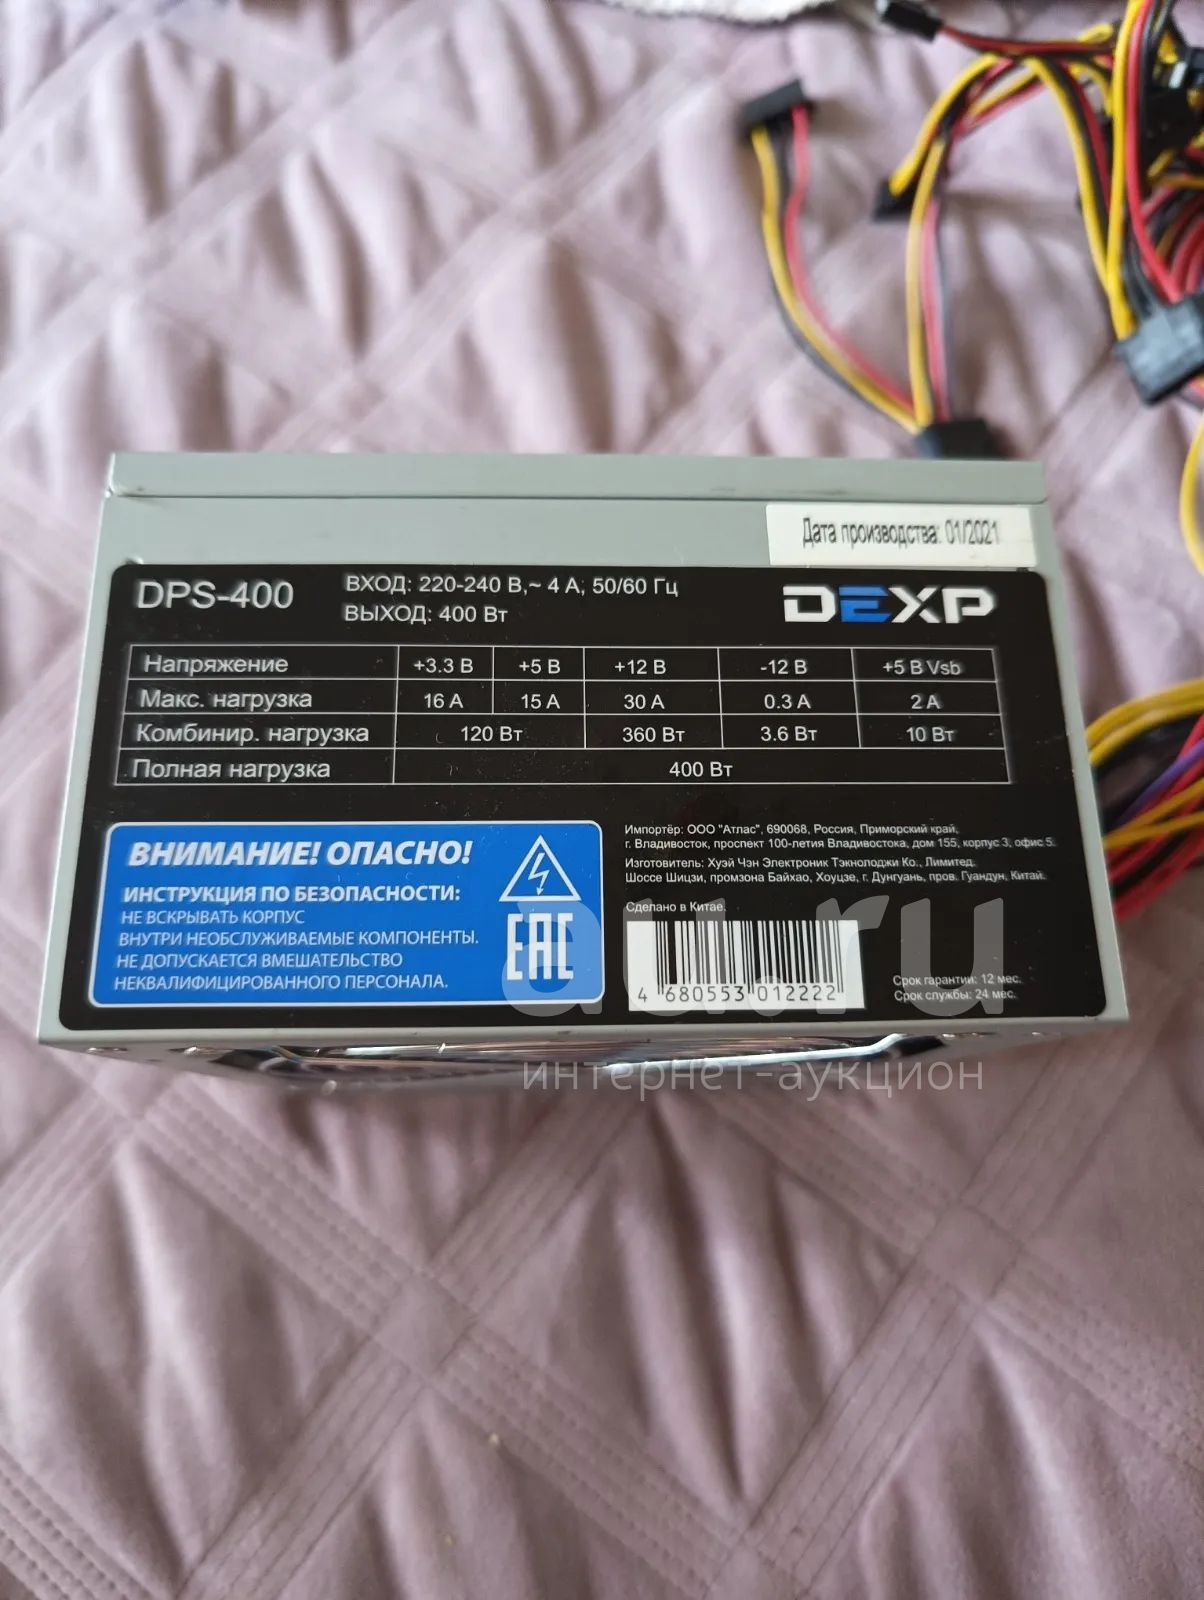 Дата производства: 01/2021
DPS-400
ВХОД: 220-240 В,~ 4 А, 50/60 Гц
ВЫХОД: 400 Вт
DEXP
Напряжение +3.3 В +5 В +12 В -12 В +5 В Vsb
Макс. нагрузка 16 А 15 А 30 А 0.3 А 2 А
Комбинир. нагрузка 120 Вт 360 Вт 3.6 Вт 10 Вт
Полная нагрузка 400 Вт
ВНИМАНИЕ! ОПАСНО!
ИНСТРУКЦИЯ ПО БЕЗОПАСНОСТИ:
НЕ ВСКРЫВАТЬ КОРПУС
ВНУТРИ НЕОБСЛУЖИВАЕМЫЕ КОМПОНЕНТЫ.
НЕ ДОПУСКАЕТСЯ ВМЕШАТЕЛЬСТВО
НЕКВАЛИФИЦИРОВАННОГО ПЕРСОНАЛА.
EAC
Импортёр: ООО "Атлас", 690068, Россия, Приморский край,
г. Владивосток, проспект 100-летия Владивостока, дом 155, корпус 3, офис 5.
Изготовитель: Хуэй Чэн Электроник Тэкнолоджи Ко., Лимитед.
Шоссе Шицзи, промзона Байхао, Хоуцзе, г. Дунгуань, пров. Гуандун, Китай.
Сделано в Китае.
4 680553 012222
Срок гарантии: 12 мес.
Срок службы: 24 мес.
au.ru
интернет-аукцион